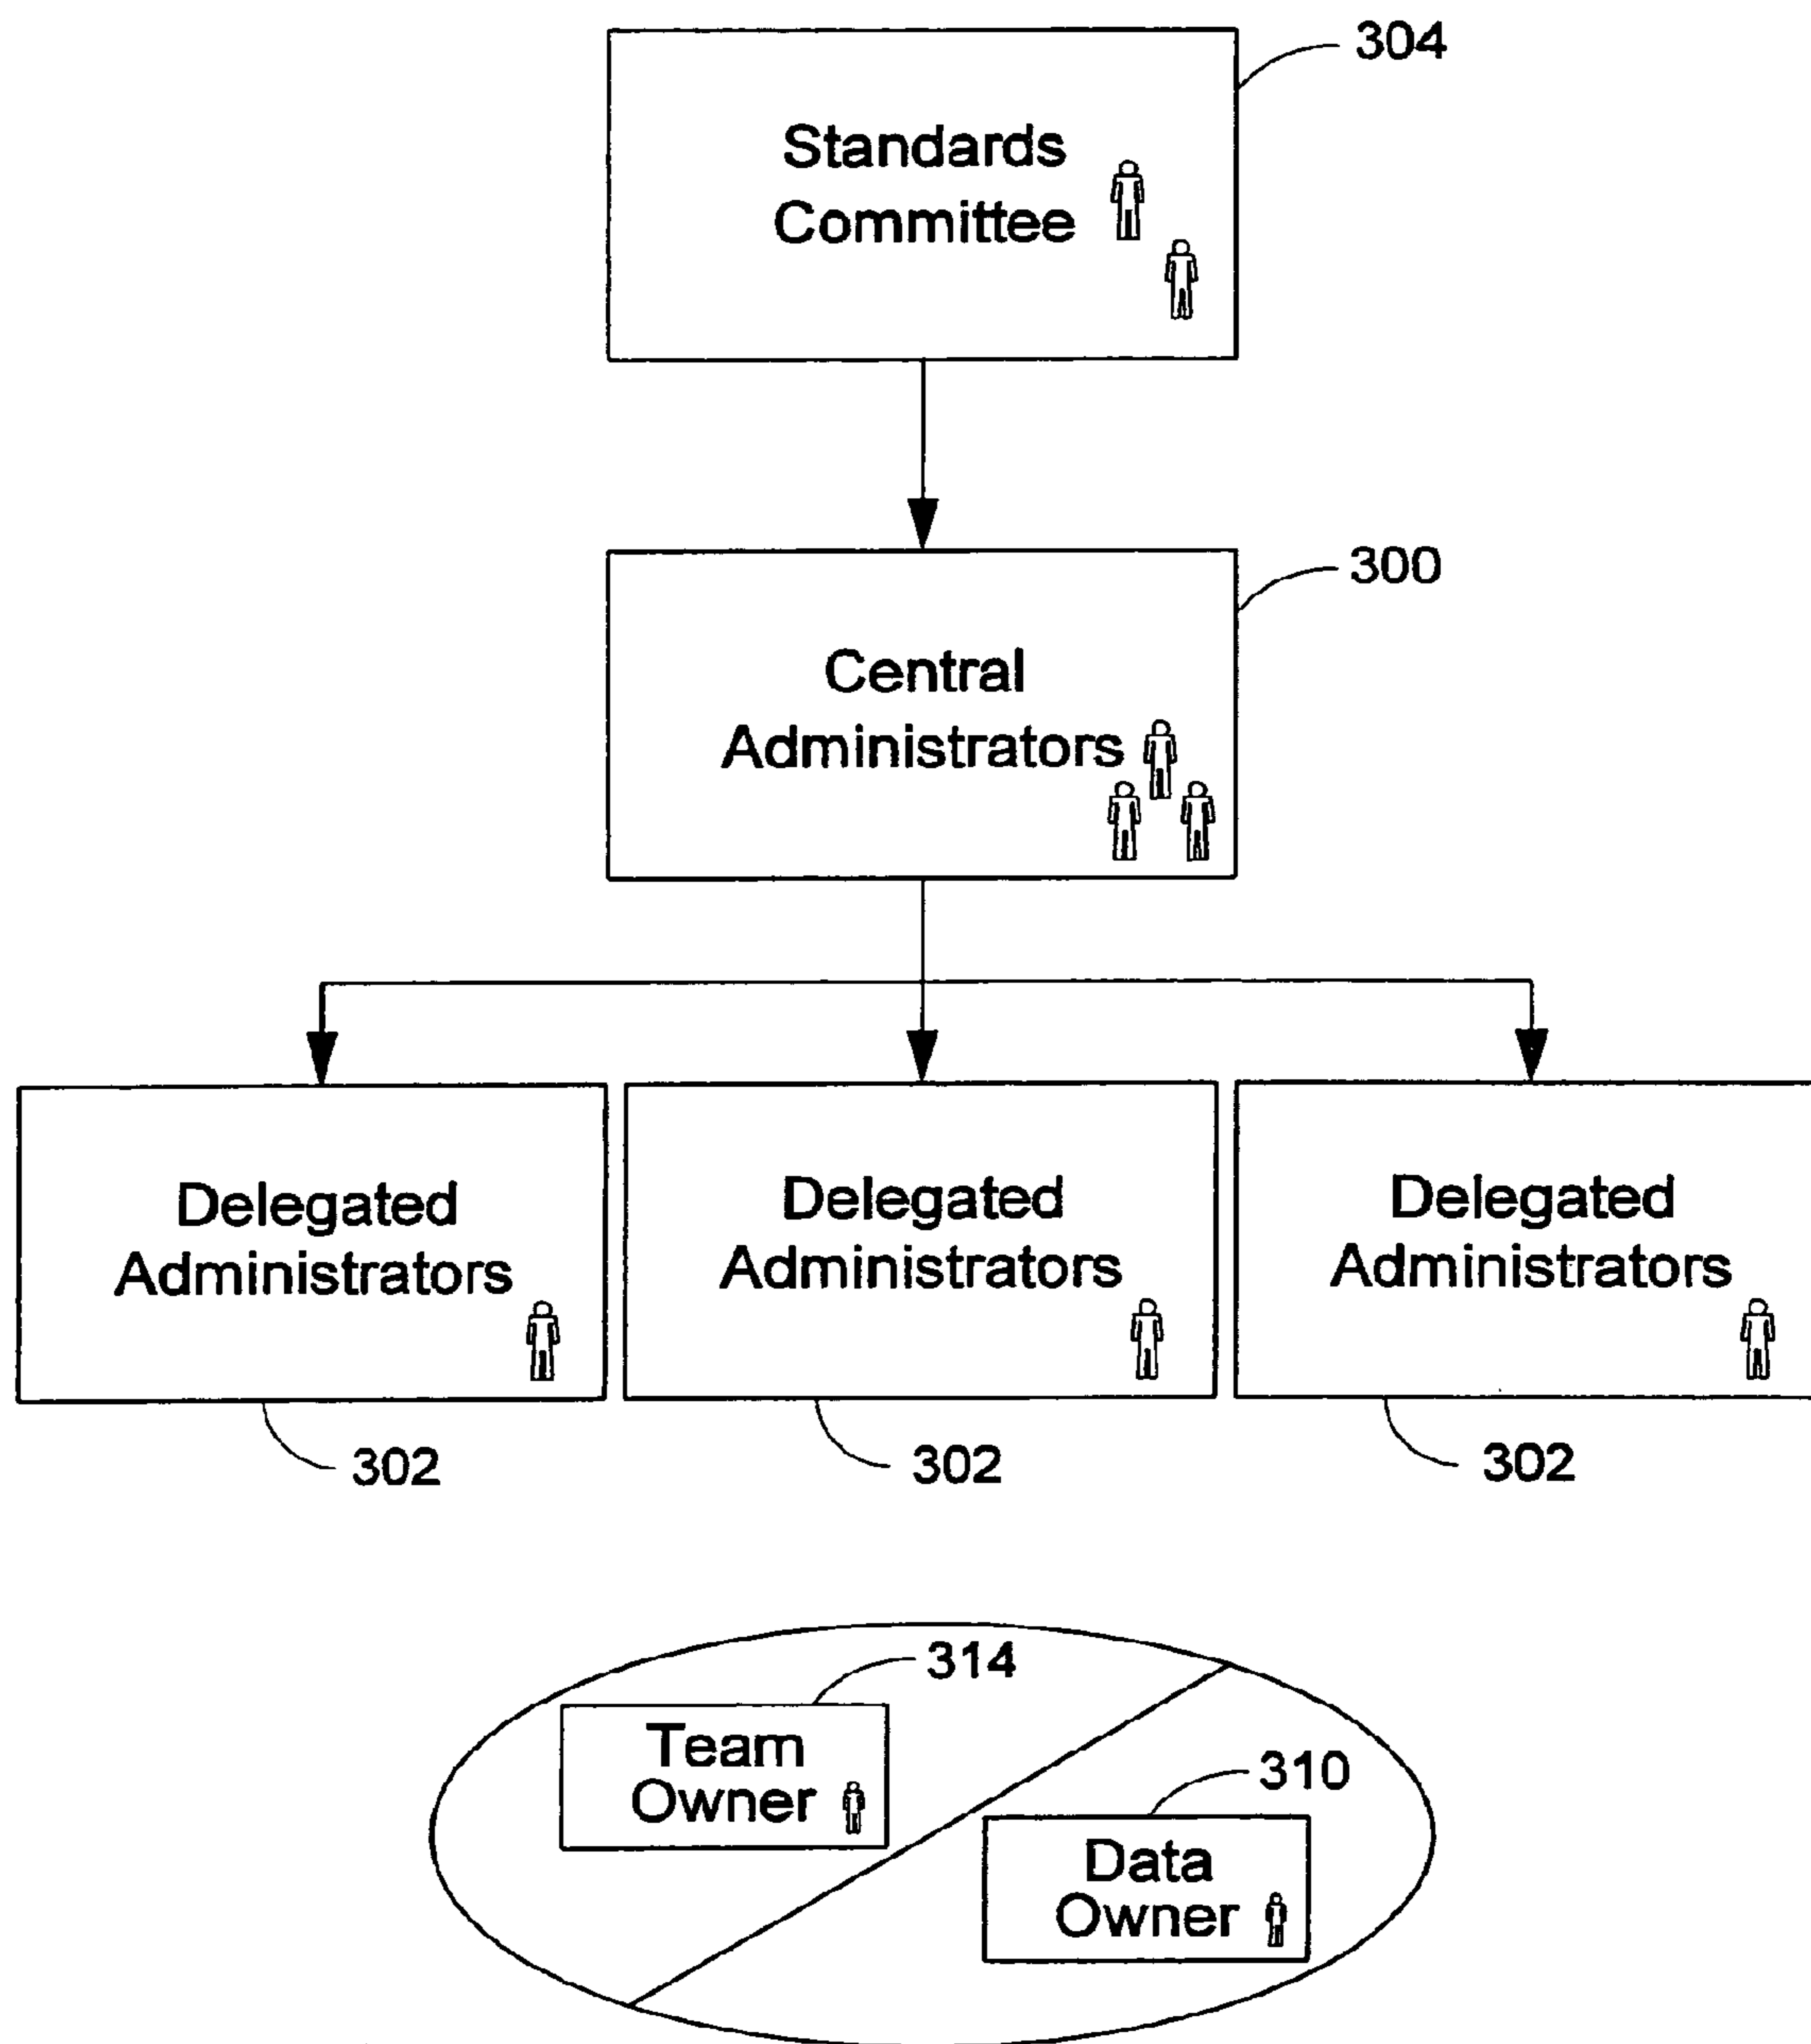 304
Standards
Committee
300
Central
Administrators
Delegated
Administrators
Delegated
Administrators
Delegated
Administrators
302
302
302
314
Team
Owner
310
Data
Owner